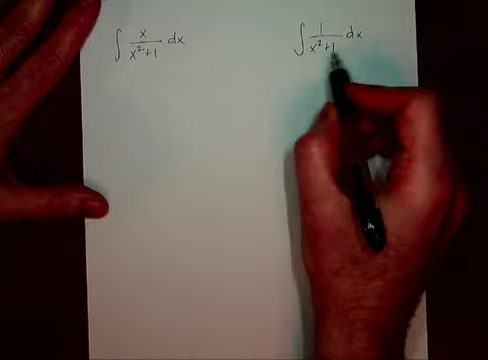 ∫ x/(x²+1) dx
∫ 1/(x²+1) dx